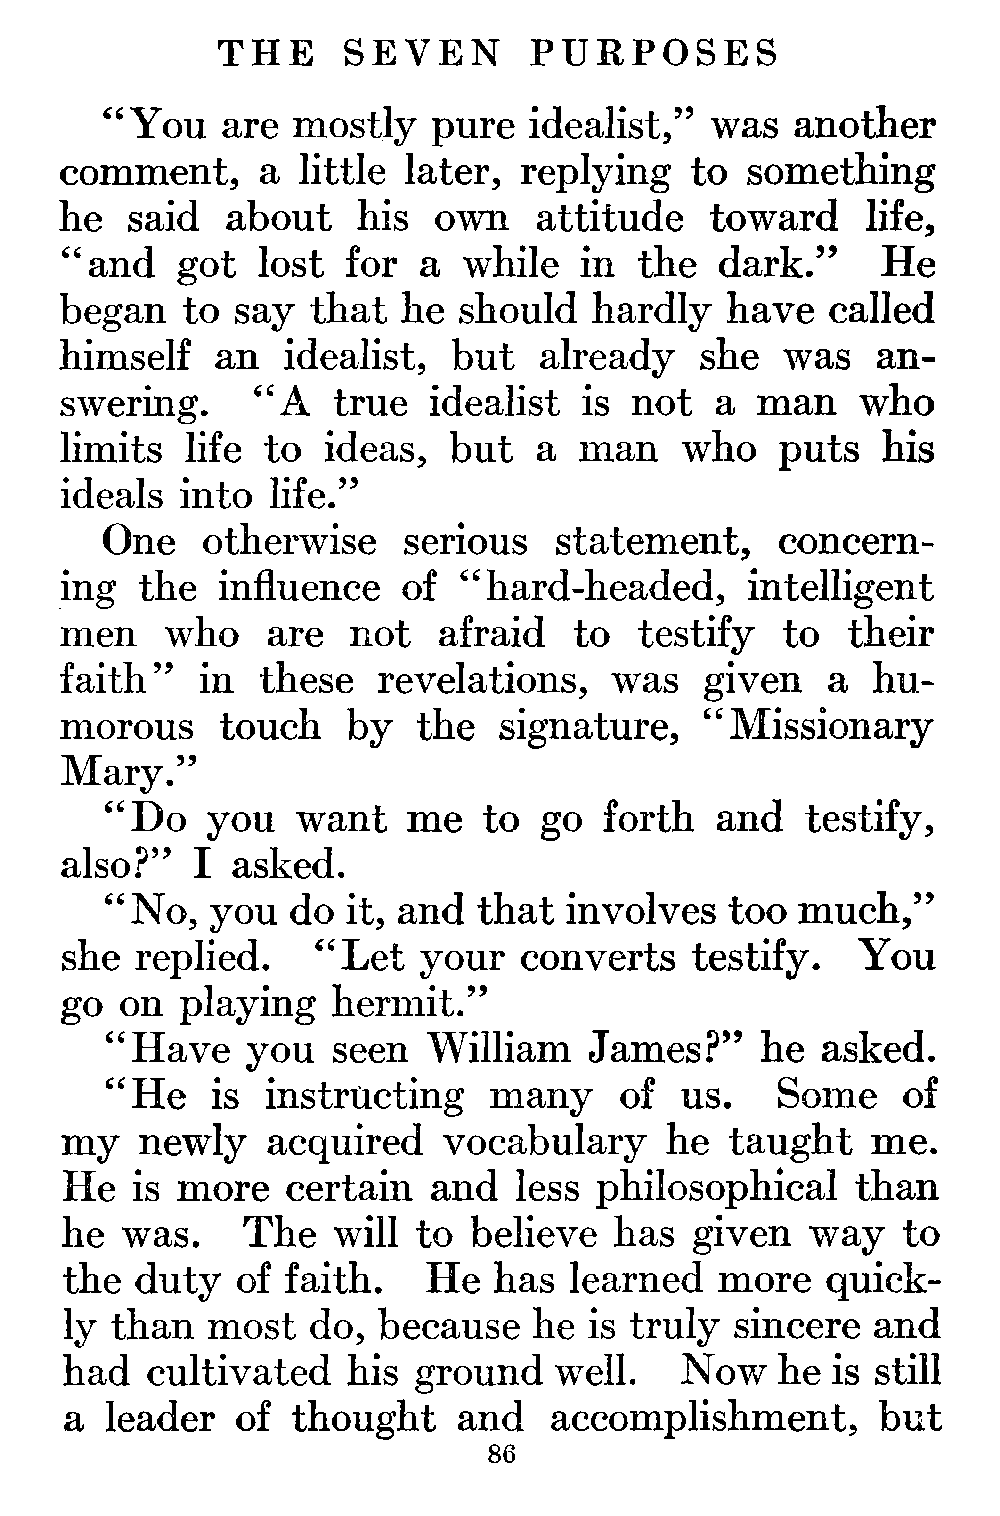 THE SEVEN PURPOSES
“You are mostly pure idealist,” was another
comment, a little later, replying to something
he said about his own attitude toward life,
“and got lost for a while in the dark.” He
began to say that he should hardly have called
himself an idealist, but already she was an-
swering. “A true idealist is not a man who
limits life to ideas, but a man who puts his
ideals into life.”
One otherwise serious statement, concern-
ing the influence of “hard-headed, intelligent
men who are not afraid to testify to their
faith” in these revelations, was given a hu-
morous touch by the signature, “Missionary
Mary.”
“Do you want me to go forth and testify,
also?” I asked.
“No, you do it, and that involves too much,”
she replied. “Let your converts testify. You
go on playing hermit.”
“Have you seen William James?” he asked.
“He is instructing many of us. Some of
my newly acquired vocabulary he taught me.
He is more certain and less philosophical than
he was. The will to believe has given way to
the duty of faith. He has learned more quick-
ly than most do, because he is truly sincere and
had cultivated his ground well. Now he is still
a leader of thought and accomplishment, but
86